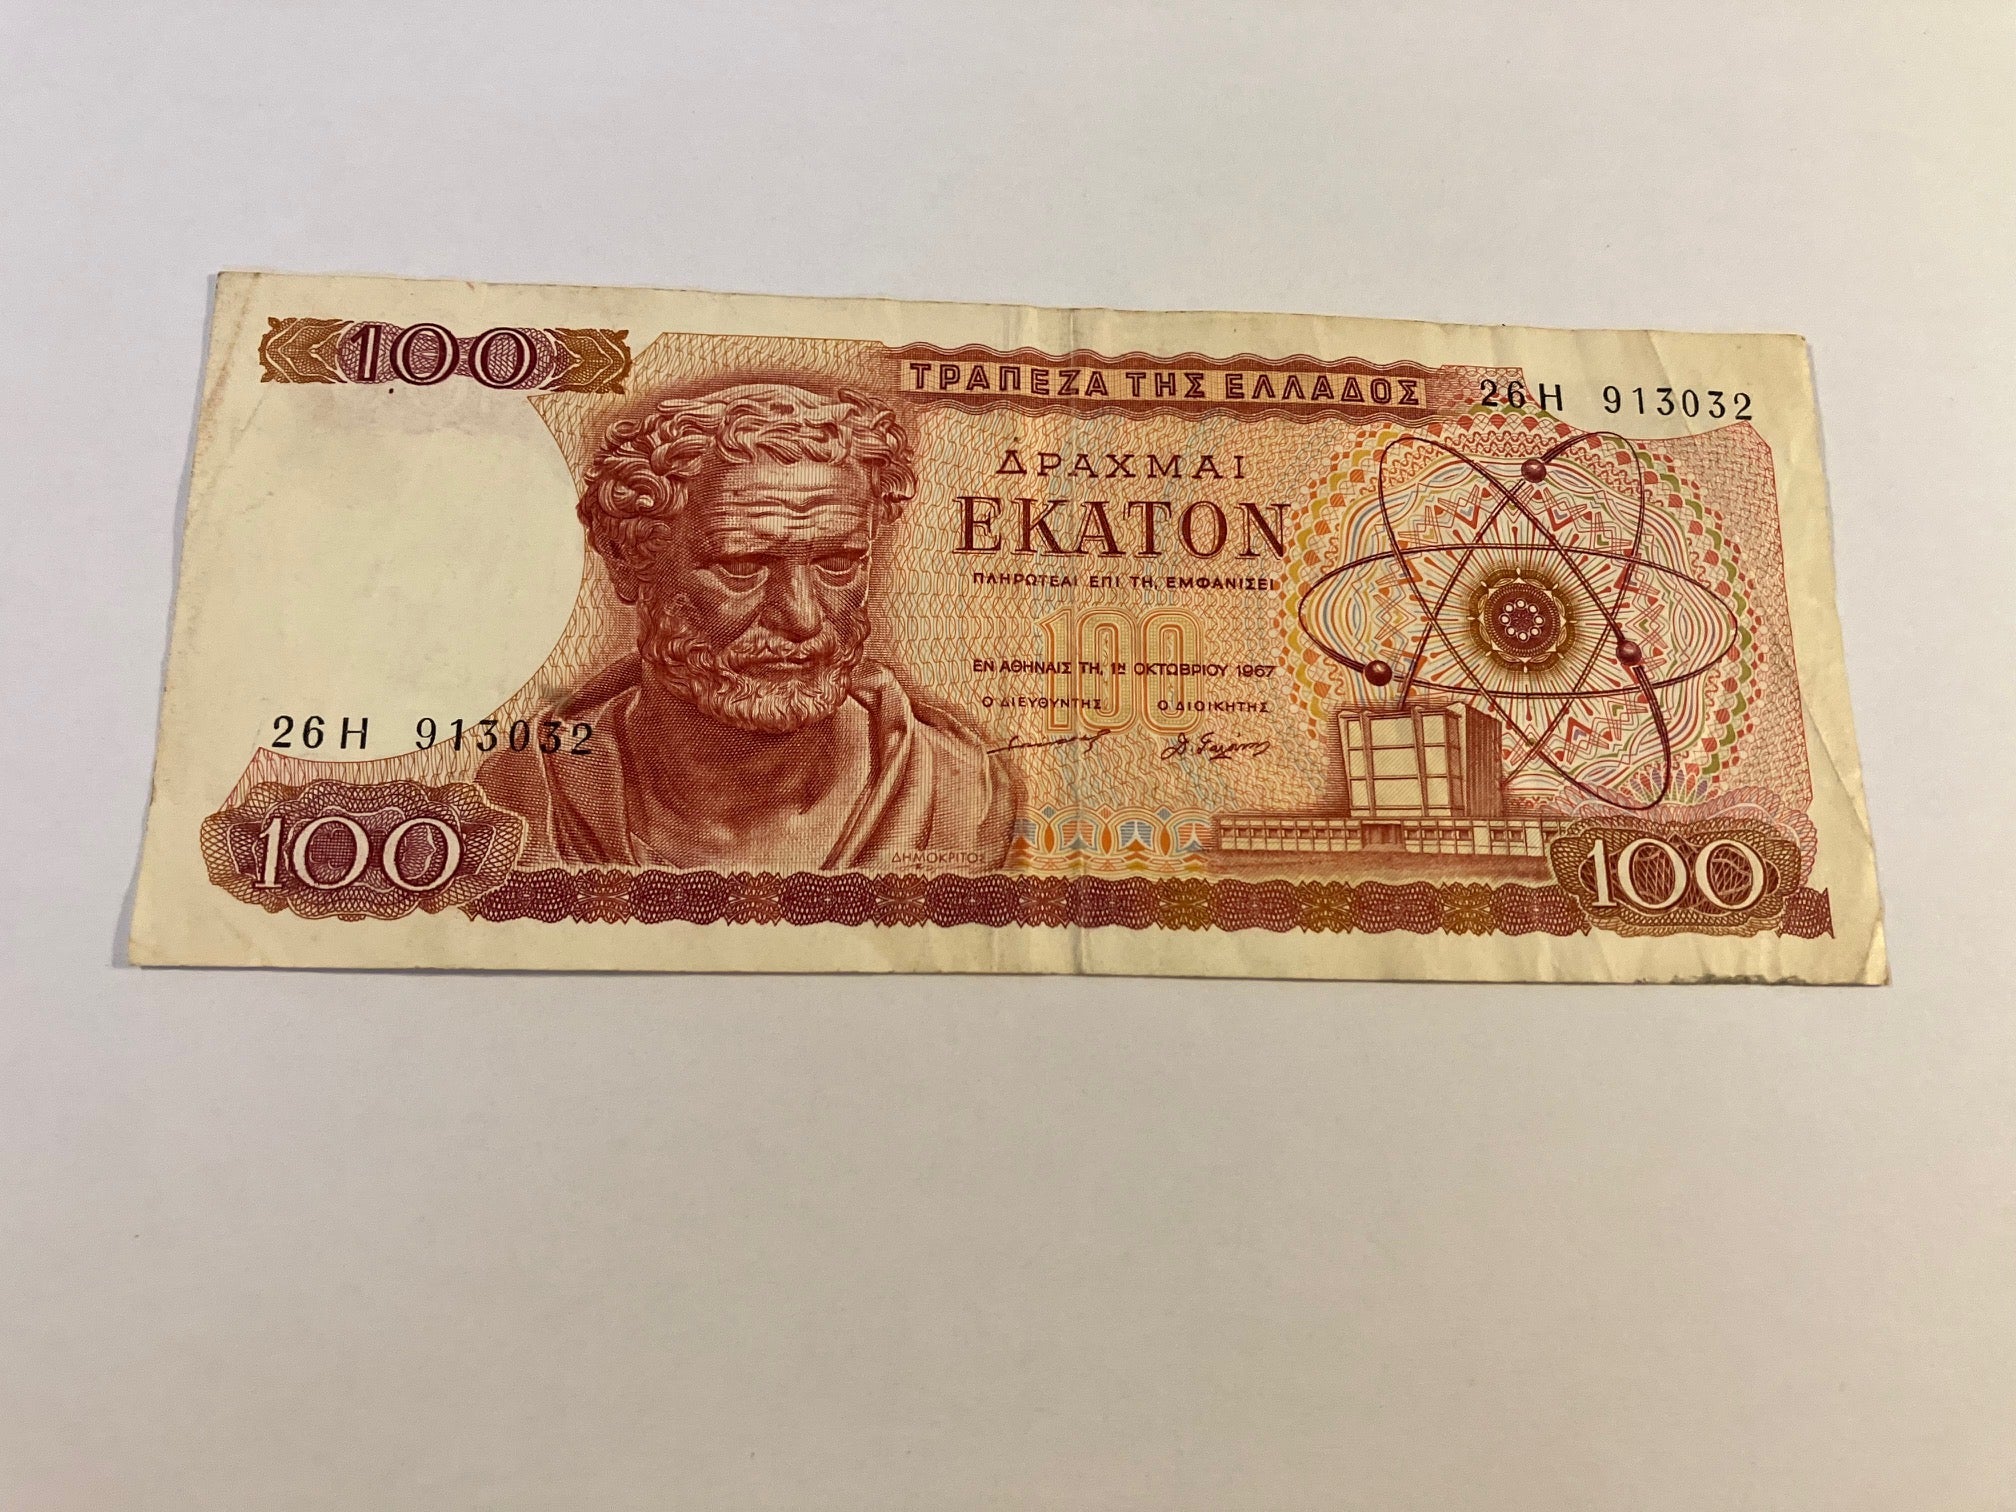 100
ΤΡΑΠΕΖΑ ΤΗΣ ΕΛΛΑΔΟΣ
26Η 913032
ΔΡΑΧΜΑΙ
ΕΚΑΤΟΝ
ΠΛΗΡΩΤΕΑΙ ΕΠΙ ΤΗ, ΕΜΦΑΝΙΣΕΙ
100
ΕΝ ΑΘΗΝΑΙΣ ΤΗ, 1η ΟΚΤΩΒΡΙΟΥ 1967
Ο ΔΙΕΥΘΥΝΤΗΣ Ο ΔΙΟΙΚΗΤΗΣ
26Η 913032
100
ΔΗΜΟΚΡΙΤΟΣ
100